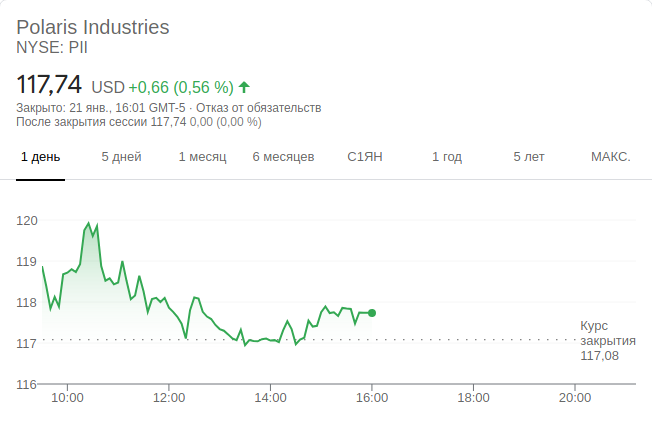 Polaris Industries
NYSE: PII
117,74 USD +0,66 (0,56 %)
Закрыто: 21 янв., 16:01 GMT-5 · Отказ от обязательств
После закрытия сессии 117,74 0,00 (0,00 %)
1 день 5 дней 1 месяц 6 месяцев С1ЯН 1 год 5 лет МАКС.
120
119
118
117
116
Курс
закрытия
117,08
10:00 12:00 14:00 16:00 18:00 20:00